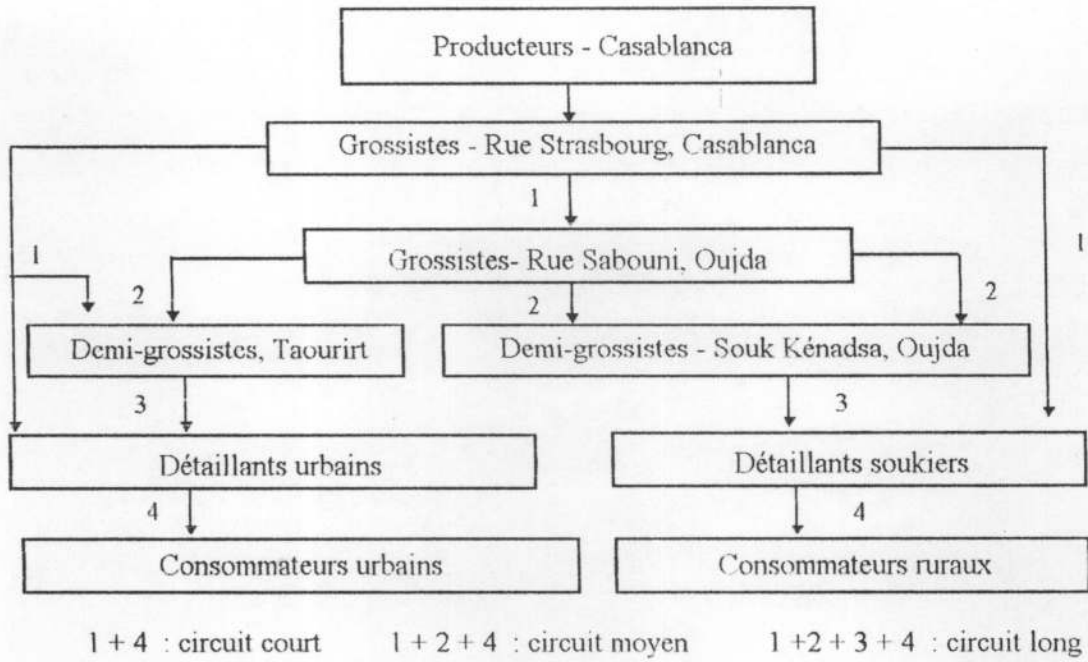 Producteurs - Casablanca
Grossistes - Rue Strasbourg, Casablanca
1
1
1
Grossistes- Rue Sabouni, Oujda
2
2
2
Demi-grossistes, Taourirt
Demi-grossistes - Souk Kénadsa, Oujda
3
3
Détaillants urbains
Détaillants soukiers
4
4
Consommateurs urbains
Consommateurs ruraux
1 + 4 : circuit court
1 + 2 + 4 : circuit moyen
1 +2 + 3 + 4 : circuit long